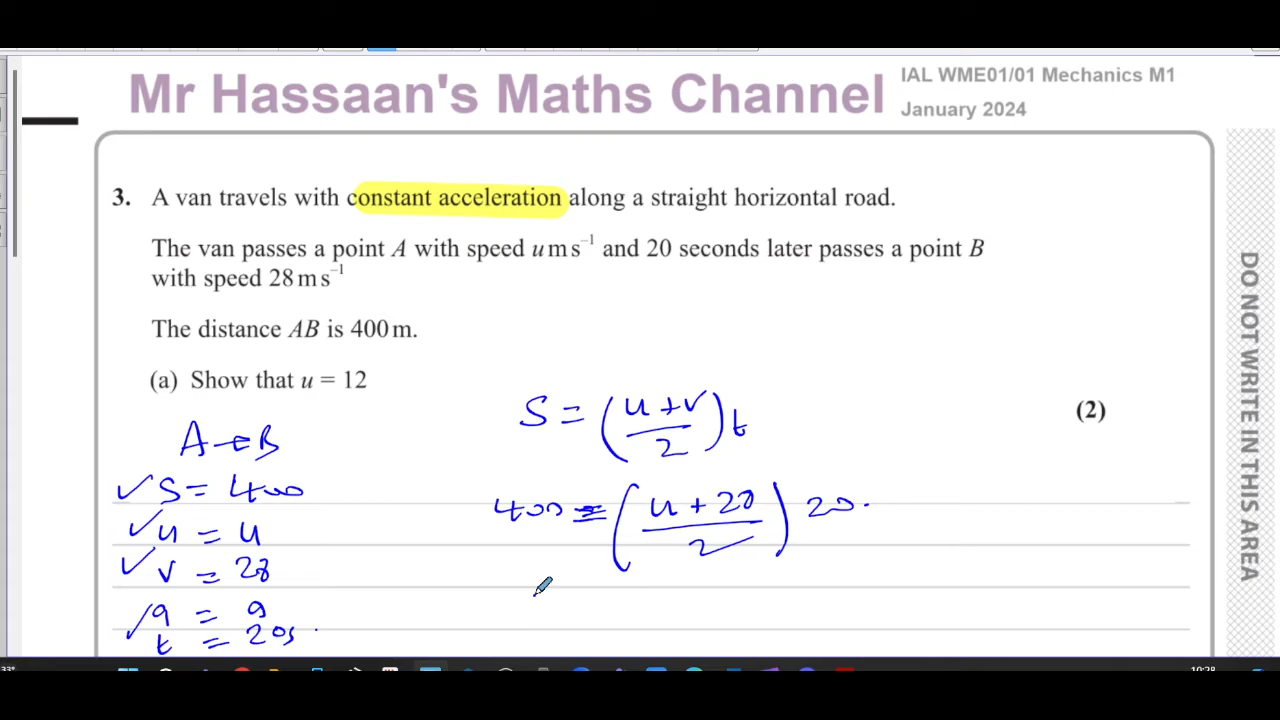 Mr Hassaan's Maths Channel
IAL WME01/01 Mechanics M1
January 2024
3. A van travels with constant acceleration along a straight horizontal road.
The van passes a point A with speed u m s⁻¹ and 20 seconds later passes a point B
with speed 28 m s⁻¹
The distance AB is 400 m.
(a) Show that u = 12
(2)
A → B
✓ S = 400
✓ u = u
✓ v = 28
✓ a = a
t = 20s.
S = (u+v/2) t
400 = (u + 28/2) 20.
DO NOT WRITE IN THIS AREA
33°
10:28